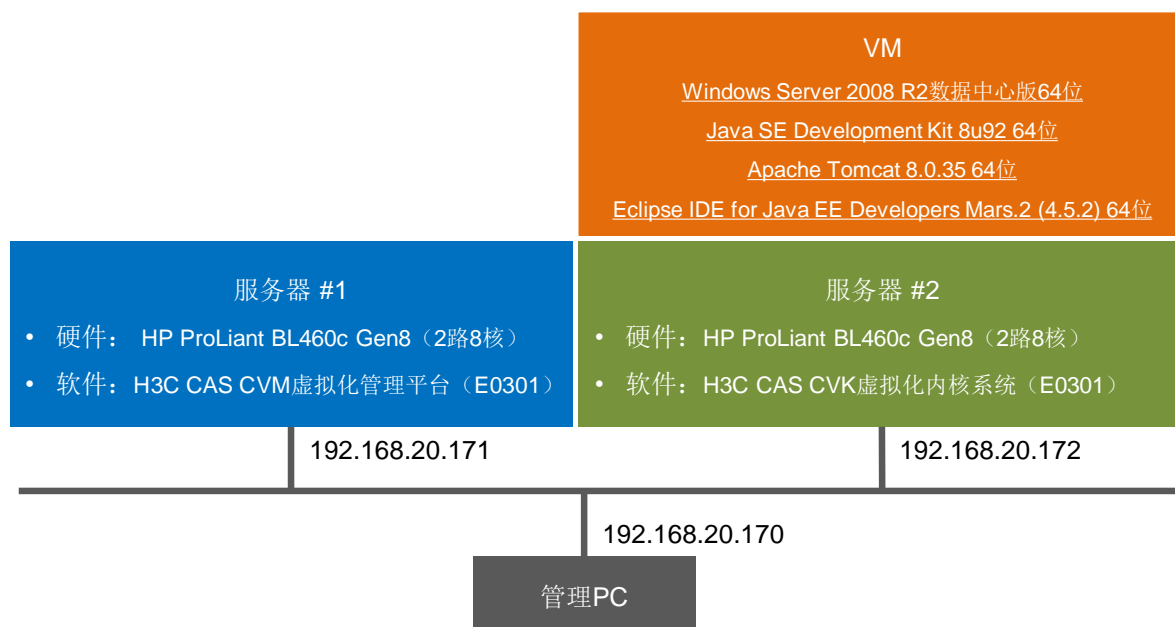 VM
Windows Server 2008 R2数据中心版64位
Java SE Development Kit 8u92 64位
Apache Tomcat 8.0.35 64位
Eclipse IDE for Java EE Developers Mars.2 (4.5.2) 64位
服务器 #1
• 硬件： HP ProLiant BL460c Gen8（2路8核）
• 软件：H3C CAS CVM虚拟化管理平台（E0301）
服务器 #2
• 硬件：HP ProLiant BL460c Gen8（2路8核）
• 软件：H3C CAS CVK虚拟化内核系统（E0301）
192.168.20.171
192.168.20.172
192.168.20.170
管理PC